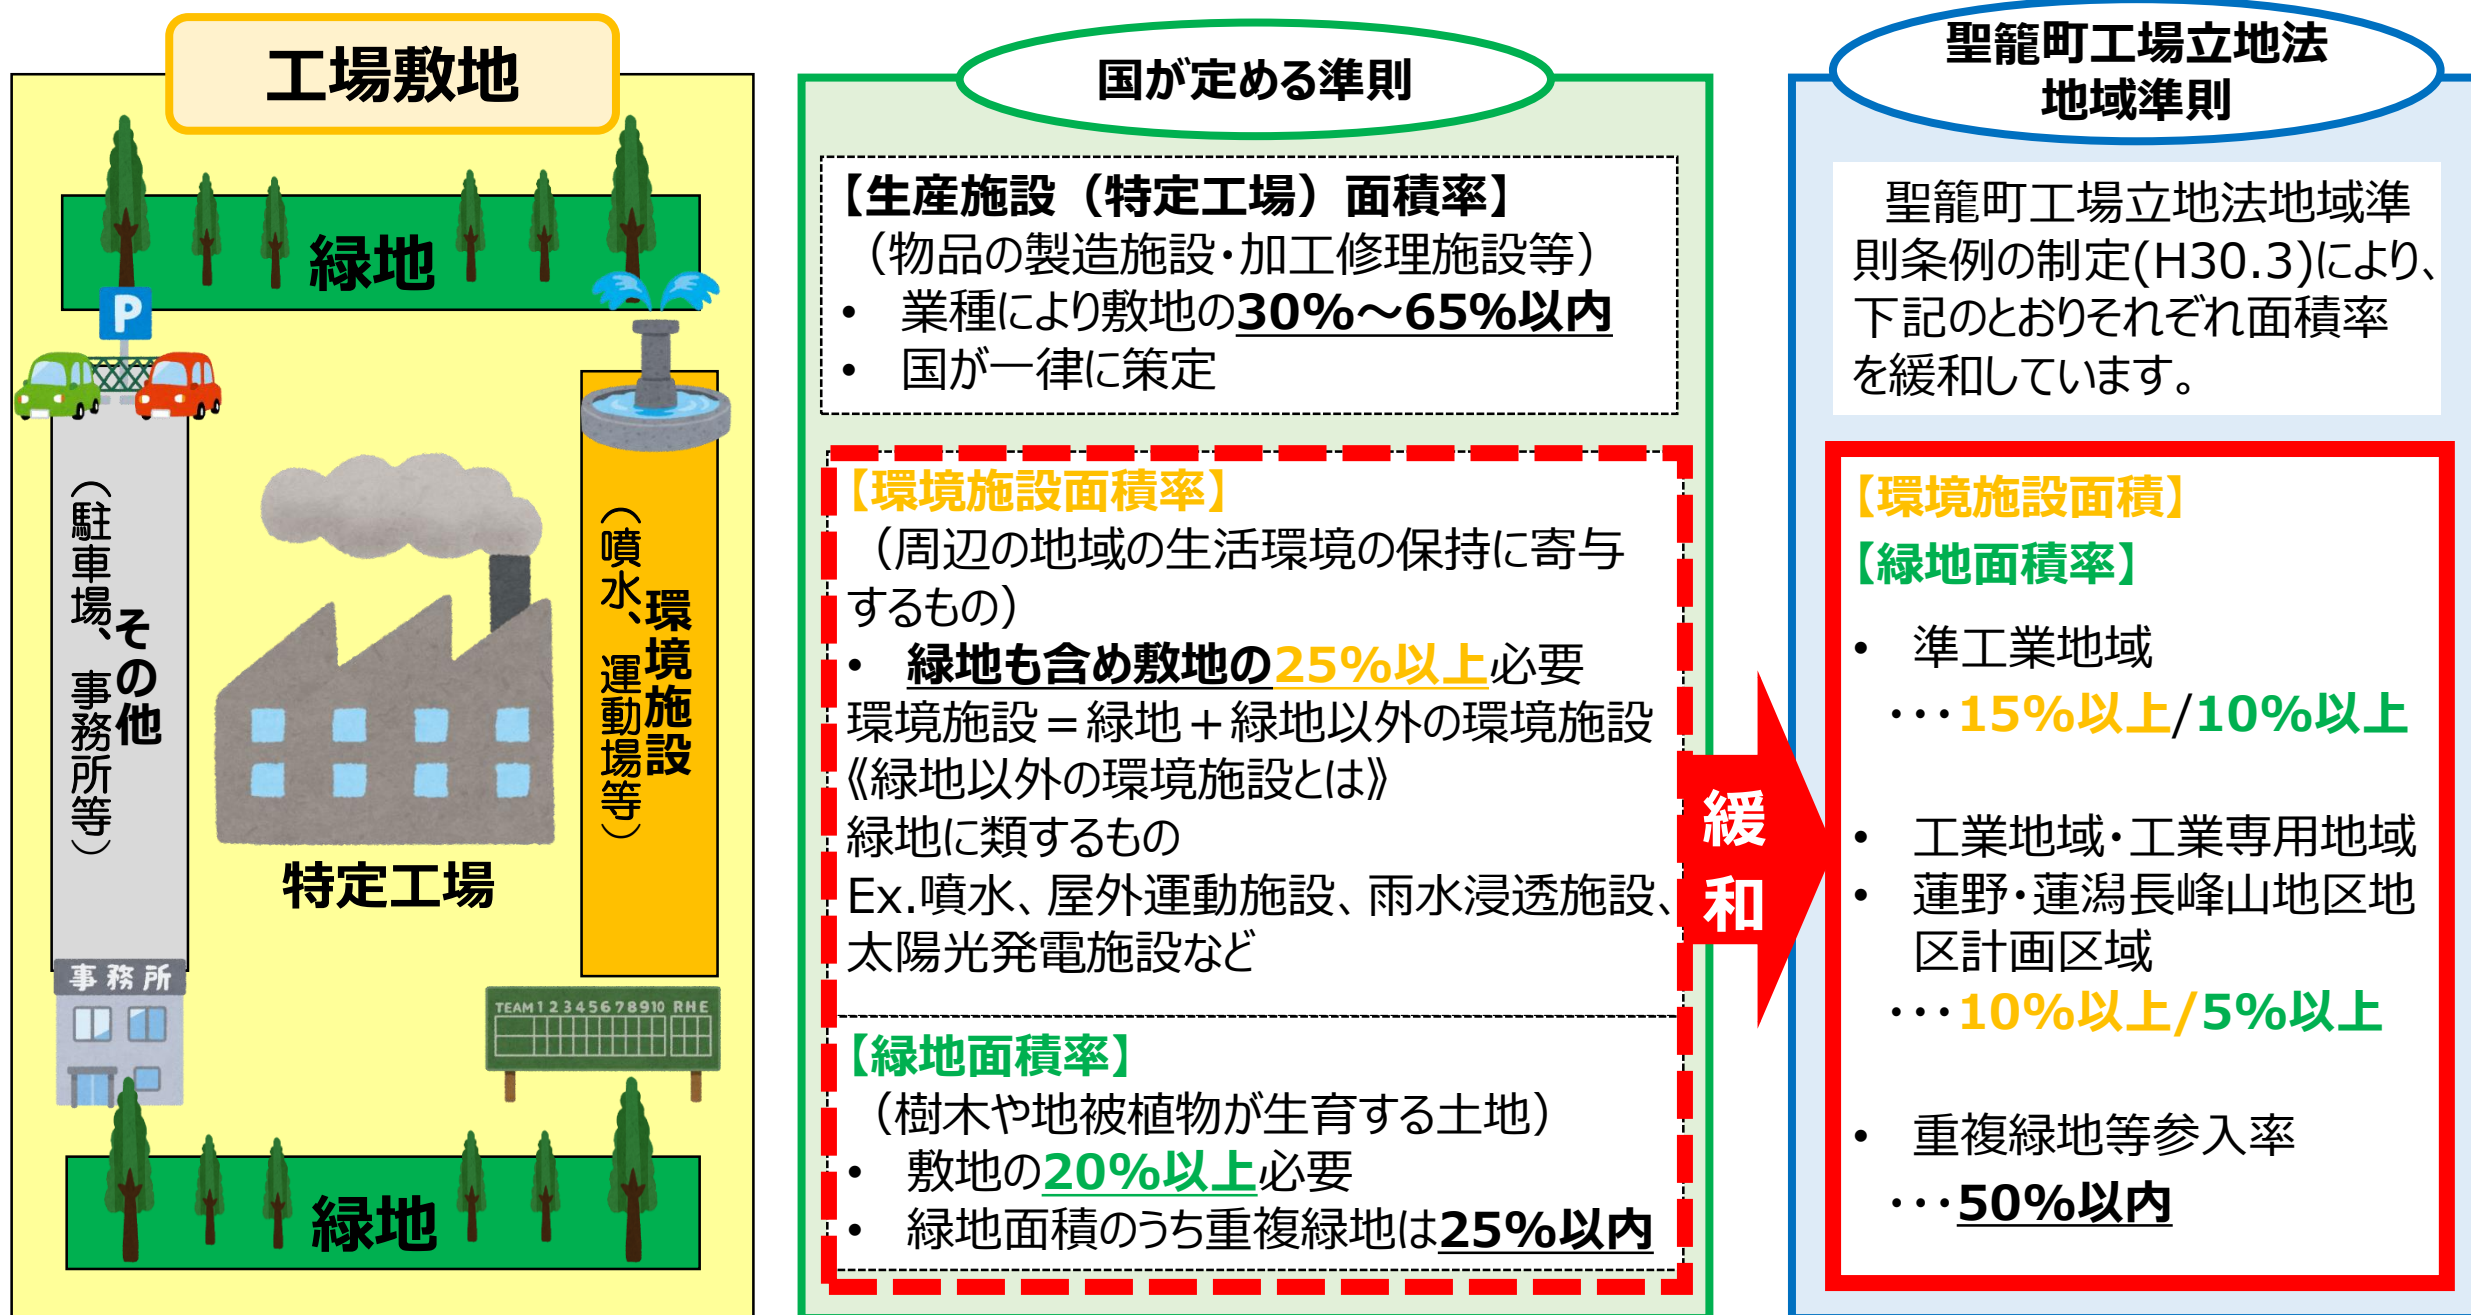 工場敷地
緑地
P
(駐車場、事務所等)
その他
特定工場
(噴水、運動場等)
環境施設
事務所
TEAM 1 2 3 4 5 6 7 8 9 10 R H E
緑地
国が定める準則
【生産施設（特定工場）面積率】
（物品の製造施設・加工修理施設等）
• 業種により敷地の30%～65%以内
• 国が一律に策定
【環境施設面積率】
（周辺の地域の生活環境の保持に寄与
するもの）
• 緑地も含め敷地の25%以上必要
環境施設＝緑地＋緑地以外の環境施設
《緑地以外の環境施設とは》
緑地に類するもの
Ex.噴水、屋外運動施設、雨水浸透施設、
太陽光発電施設など
【緑地面積率】
（樹木や地被植物が生育する土地）
• 敷地の20%以上必要
• 緑地面積のうち重複緑地は25%以内
緩和
聖籠町工場立地法
地域準則
聖籠町工場立地法地域準
則条例の制定(H30.3)により、
下記のとおりそれぞれ面積率
を緩和しています。
【環境施設面積】
【緑地面積率】
• 準工業地域
・・・15%以上/10%以上
• 工業地域・工業専用地域
• 蓮野・蓮潟長峰山地区地
区計画区域
・・・10%以上/5%以上
• 重複緑地等参入率
・・・50%以内